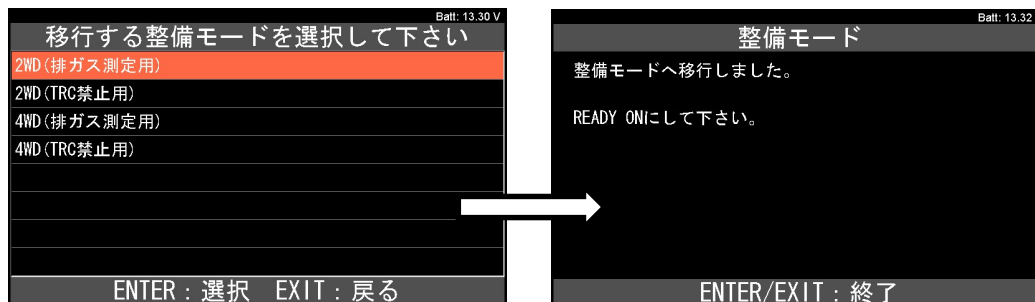 Batt: 13.30 V
移行する整備モードを選択して下さい
2WD(排ガス測定用)
2WD(TRC禁止用)
4WD(排ガス測定用)
4WD(TRC禁止用)
ENTER：選択 EXIT：戻る
Batt: 13.32
整備モード
整備モードへ移行しました。
READY ONにして下さい。
ENTER/EXIT：終了